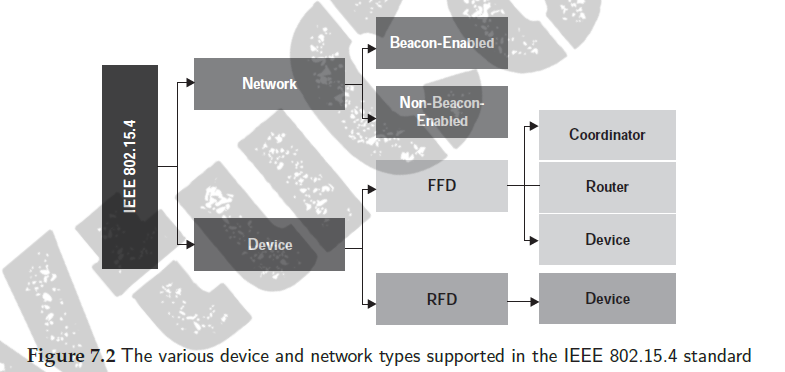 Beacon-Enabled
Network
Non-Beacon-
Enabled
IEEE 802.15.4
Coordinator
FFD
Router
Device
Device
RFD
Device
Figure 7.2 The various device and network types supported in the IEEE 802.15.4 standard